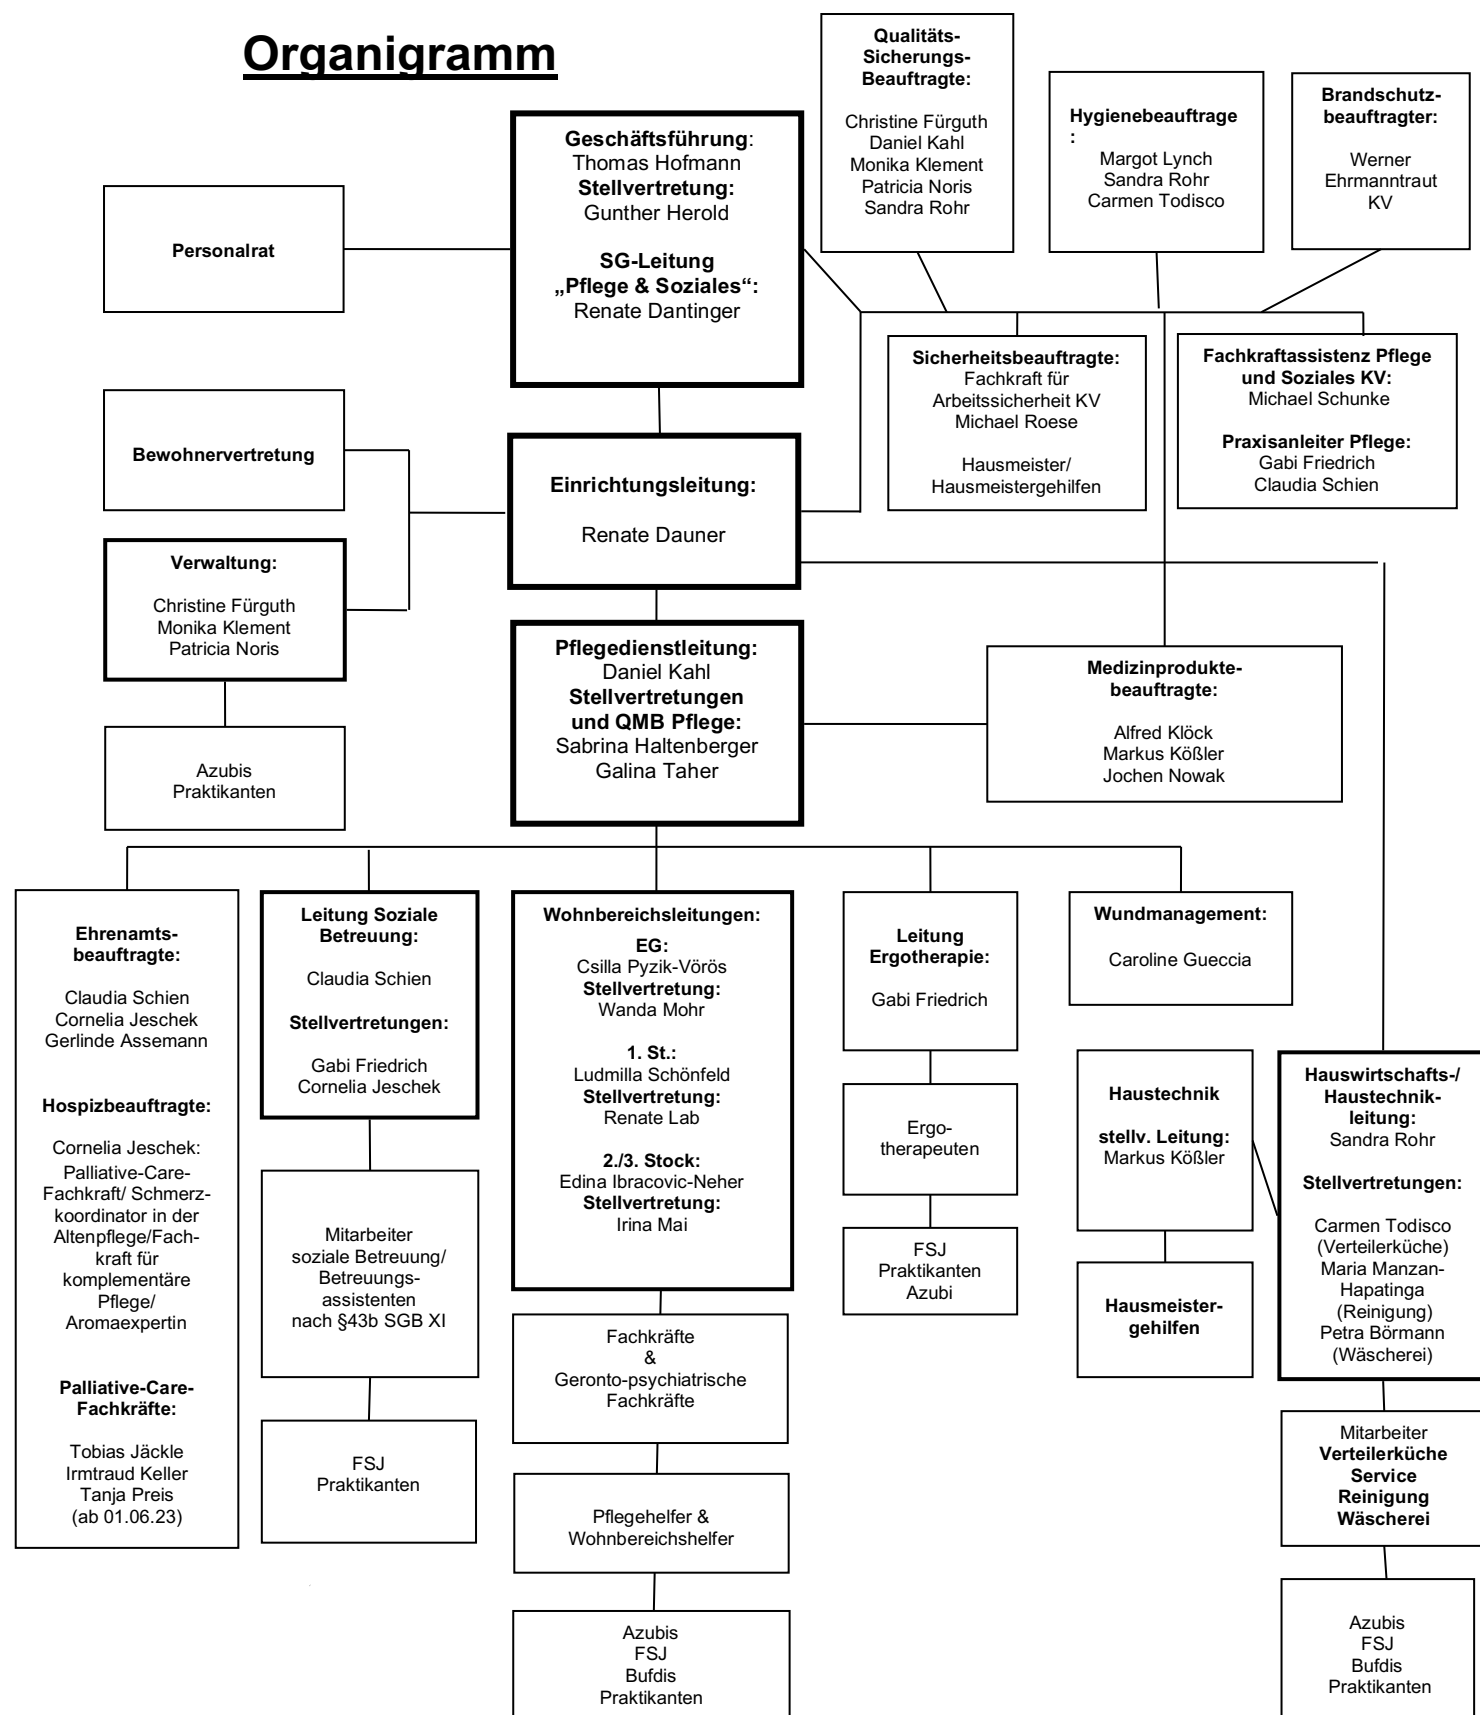 Organigramm
Qualitäts-
Sicherungs-
Beauftragte:
Christine Fürguth
Daniel Kahl
Monika Klement
Patricia Noris
Sandra Rohr
Hygienebeauftrage
:
Margot Lynch
Sandra Rohr
Carmen Todisco
Brandschutz-
beauftragter:
Werner
Ehrmanntraut
KV
Geschäftsführung:
Thomas Hofmann
Stellvertretung:
Gunther Herold
SG-Leitung
„Pflege & Soziales“:
Renate Dantinger
Personalrat
Sicherheitsbeauftragte:
Fachkraft für
Arbeitssicherheit KV
Michael Roese
Hausmeister/
Hausmeistergehilfen
Fachkraftassistenz Pflege
und Soziales KV:
Michael Schunke
Praxisanleiter Pflege:
Gabi Friedrich
Claudia Schien
Bewohnervertretung
Einrichtungsleitung:
Renate Dauner
Verwaltung:
Christine Fürguth
Monika Klement
Patricia Noris
Azubis
Praktikanten
Pflegedienstleitung:
Daniel Kahl
Stellvertretungen
und QMB Pflege:
Sabrina Haltenberger
Galina Taher
Medizinprodukte-
beauftragte:
Alfred Klöck
Markus Kößler
Jochen Nowak
Ehrenamts-
beauftragte:
Claudia Schien
Cornelia Jeschek
Gerlinde Assemann
Hospizbeauftragte:
Cornelia Jeschek:
Palliative-Care-
Fachkraft/ Schmerz-
koordinator in der
Altenpflege/Fach-
kraft für
komplementäre
Pflege/
Aromaexpertin
Palliative-Care-
Fachkräfte:
Tobias Jäckle
Irmtraud Keller
Tanja Preis
(ab 01.06.23)
Leitung Soziale
Betreuung:
Claudia Schien
Stellvertretungen:
Gabi Friedrich
Cornelia Jeschek
Mitarbeiter
soziale Betreuung/
Betreuungs-
assistenten
nach §43b SGB XI
FSJ
Praktikanten
Wohnbereichsleitungen:
EG:
Csilla Pyzik-Vörös
Stellvertretung:
Wanda Mohr
1. St.:
Ludmilla Schönfeld
Stellvertretung:
Renate Lab
2./3. Stock:
Edina Ibracovic-Neher
Stellvertretung:
Irina Mai
Fachkräfte
&
Geronto-psychiatrische
Fachkräfte
Pflegehelfer &
Wohnbereichshelfer
Azubis
FSJ
Bufdis
Praktikanten
Leitung
Ergotherapie:
Gabi Friedrich
Ergo-
therapeuten
FSJ
Praktikanten
Azubi
Wundmanagement:
Caroline Gueccia
Haustechnik
stellv. Leitung:
Markus Kößler
Hausmeister-
gehilfen
Hauswirtschafts-/
Haustechnik-
leitung:
Sandra Rohr
Stellvertretungen:
Carmen Todisco
(Verteilerküche)
Maria Manzan-
Hapatinga
(Reinigung)
Petra Börmann
(Wäscherei)
Mitarbeiter
Verteilerküche
Service
Reinigung
Wäscherei
Azubis
FSJ
Bufdis
Praktikanten